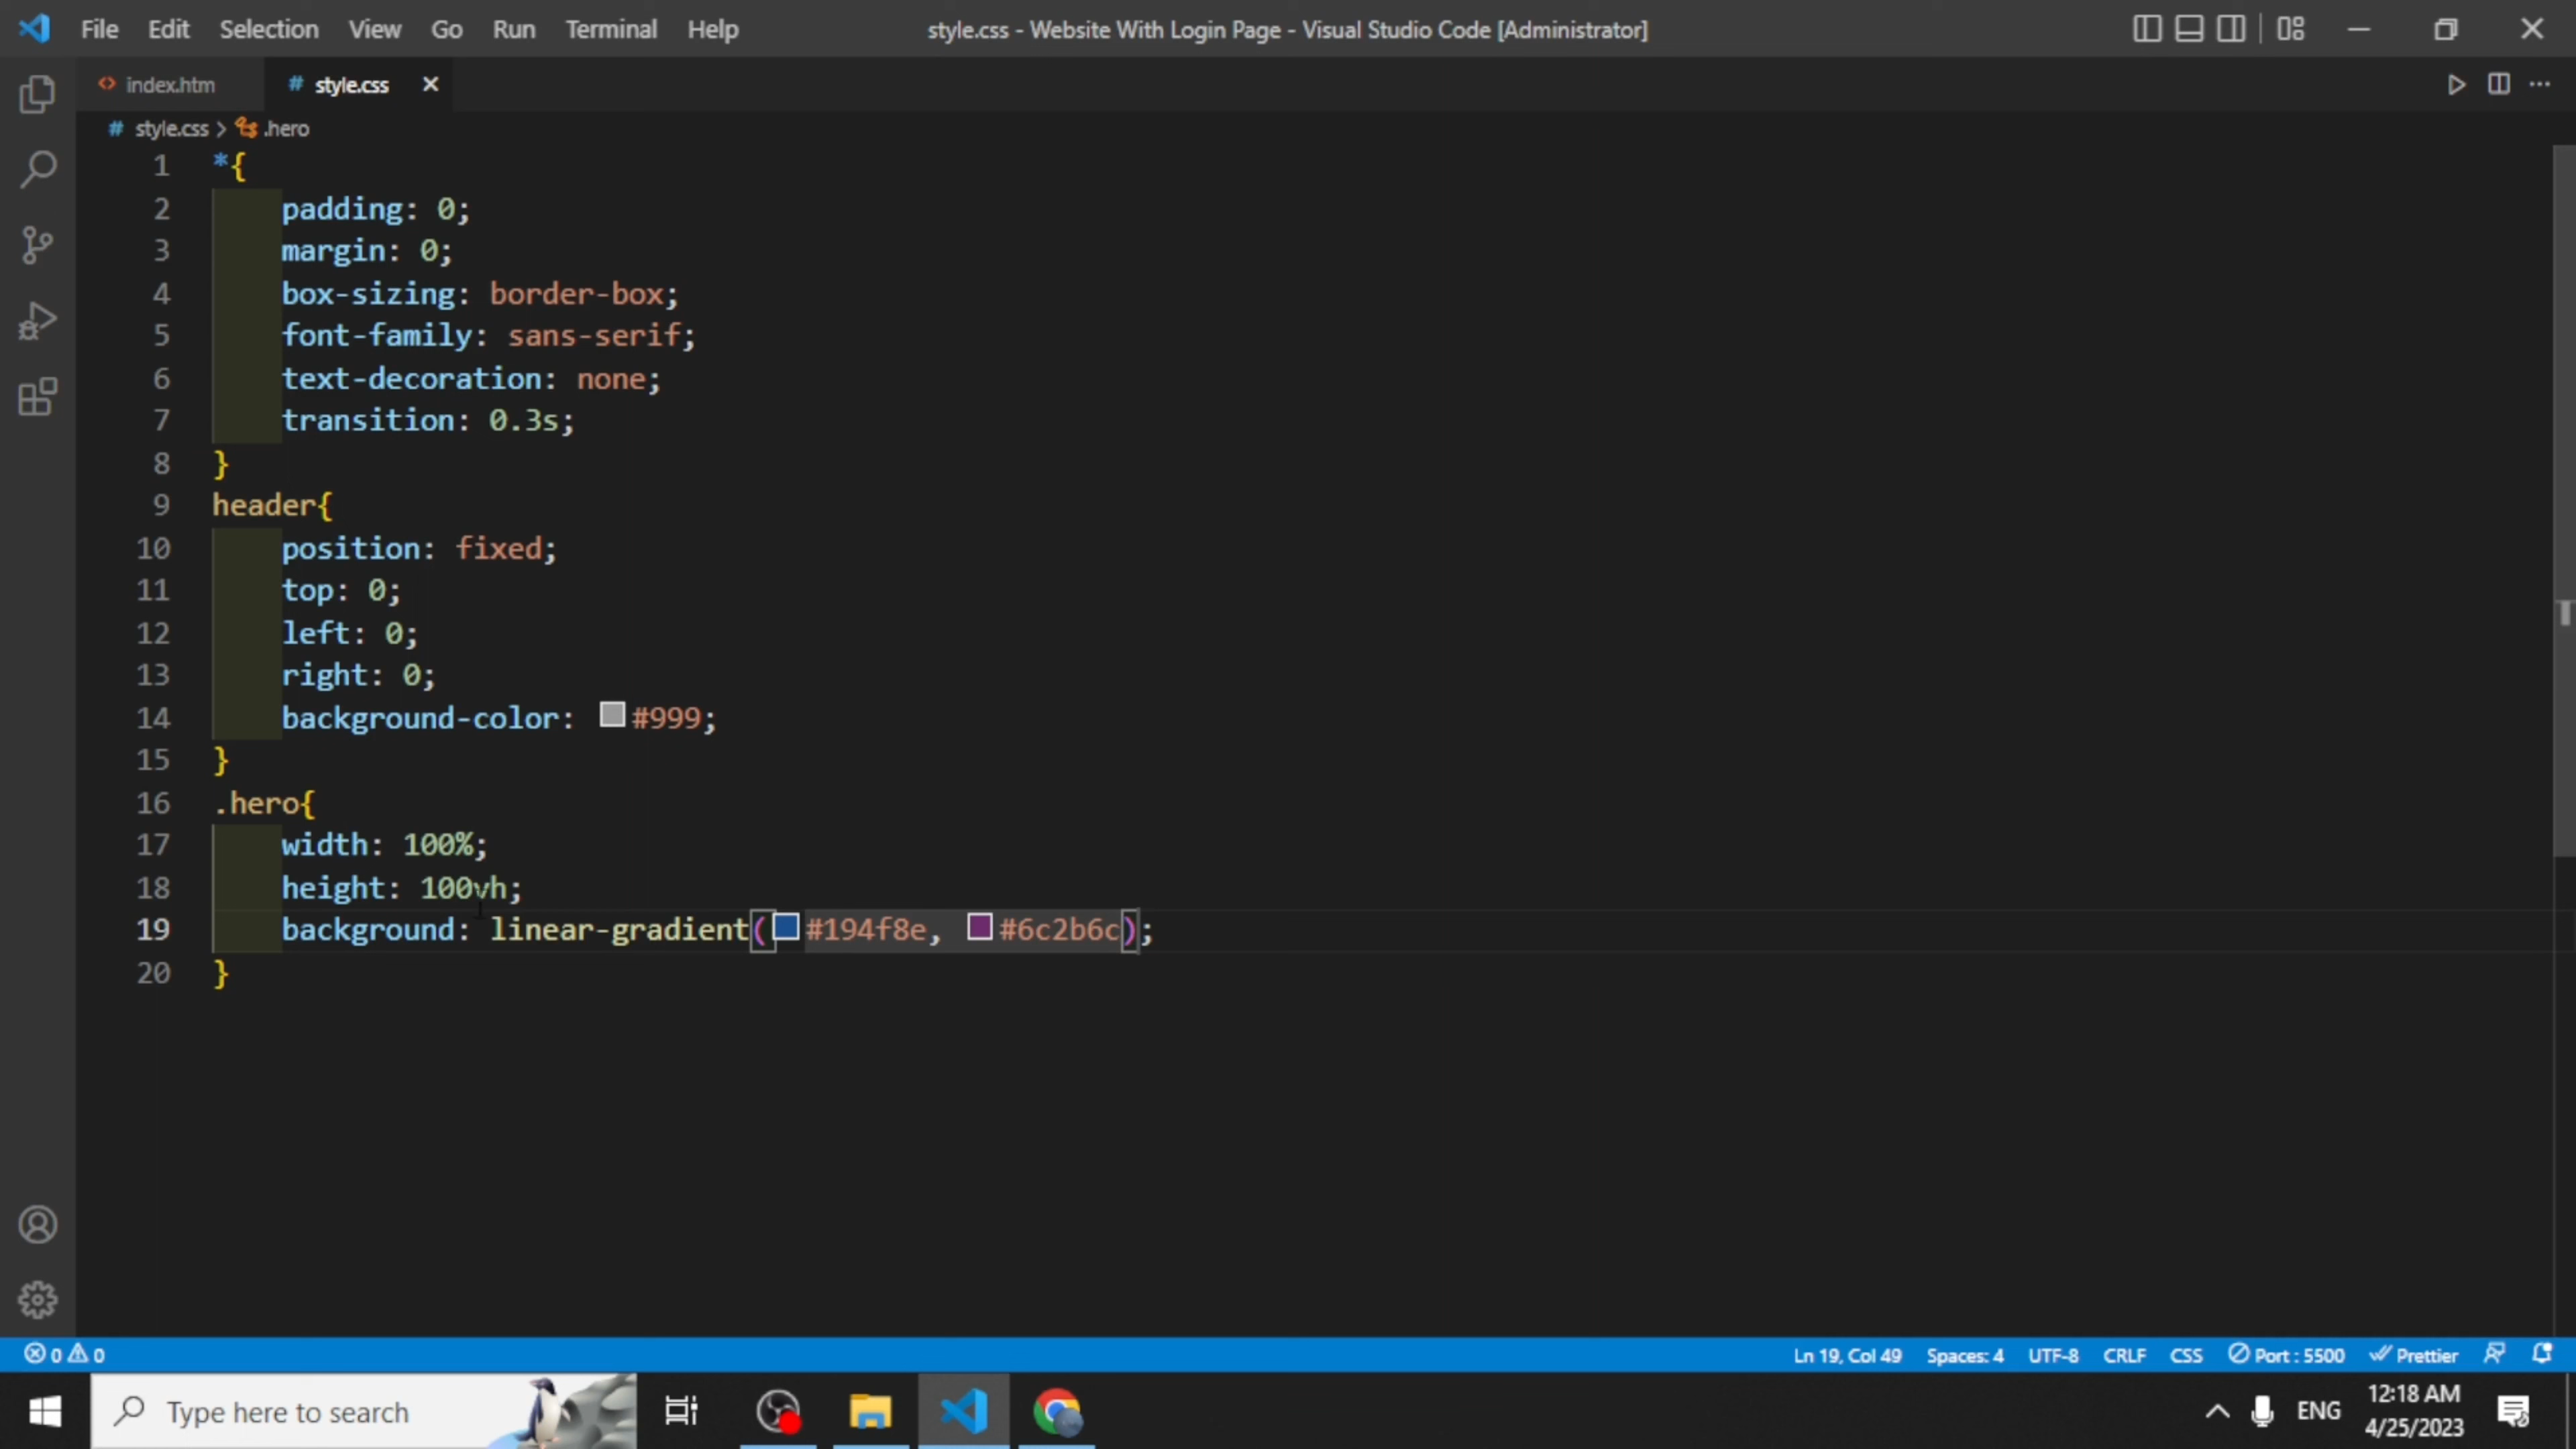 File Edit Selection View Go Run Terminal Help style.css - Website With Login Page - Visual Studio Code [Administrator]
index.htm # style.css
# style.css > .hero
1 *{
2 padding: 0;
3 margin: 0;
4 box-sizing: border-box;
5 font-family: sans-serif;
6 text-decoration: none;
7 transition: 0.3s;
8 }
9 header{
10 position: fixed;
11 top: 0;
12 left: 0;
13 right: 0;
14 background-color: #999;
15 }
16 .hero{
17 width: 100%;
18 height: 100vh;
19 background: linear-gradient(#194f8e, #6c2b6c);
20 }
0 0 Ln 19, Col 49 Spaces: 4 UTF-8 CRLF CSS Port : 5500 Prettier
Type here to search ENG 12:18 AM
4/25/2023